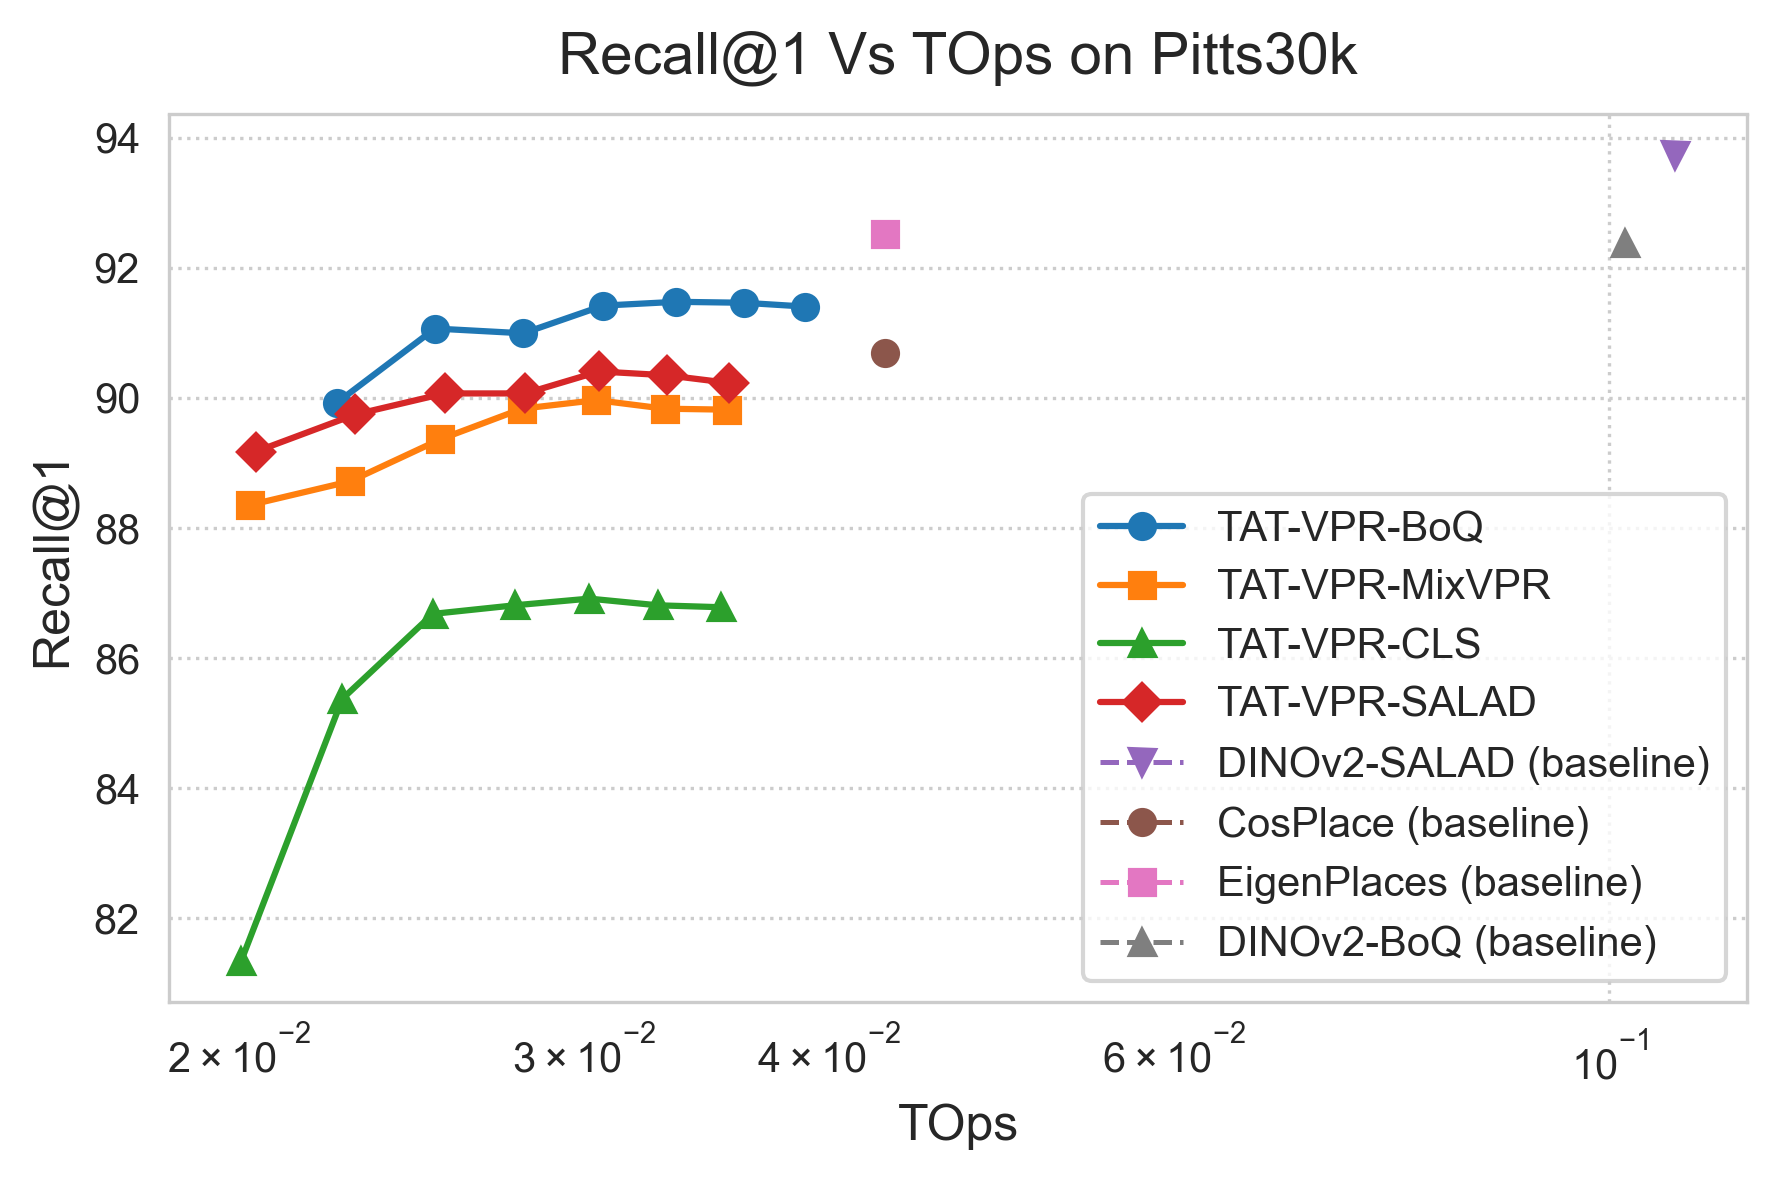 Recall@1 Vs TOps on Pitts30k
94
92
90
88
86
84
82
Recall@1
TAT-VPR-BoQ
TAT-VPR-MixVPR
TAT-VPR-CLS
TAT-VPR-SALAD
DINOv2-SALAD (baseline)
CosPlace (baseline)
EigenPlaces (baseline)
DINOv2-BoQ (baseline)
2 × 10⁻² 3 × 10⁻² 4 × 10⁻² 6 × 10⁻² 10⁻¹
TOps